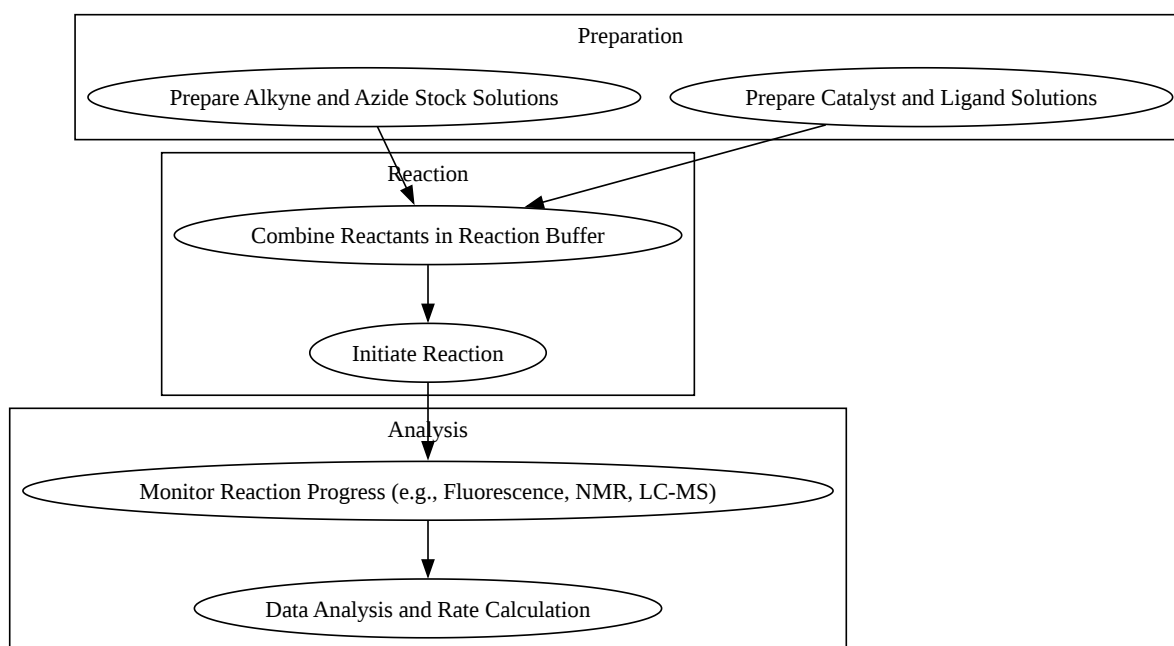 Preparation
Prepare Alkyne and Azide Stock Solutions
Prepare Catalyst and Ligand Solutions
Reaction
Combine Reactants in Reaction Buffer
Initiate Reaction
Analysis
Monitor Reaction Progress (e.g., Fluorescence, NMR, LC-MS)
Data Analysis and Rate Calculation